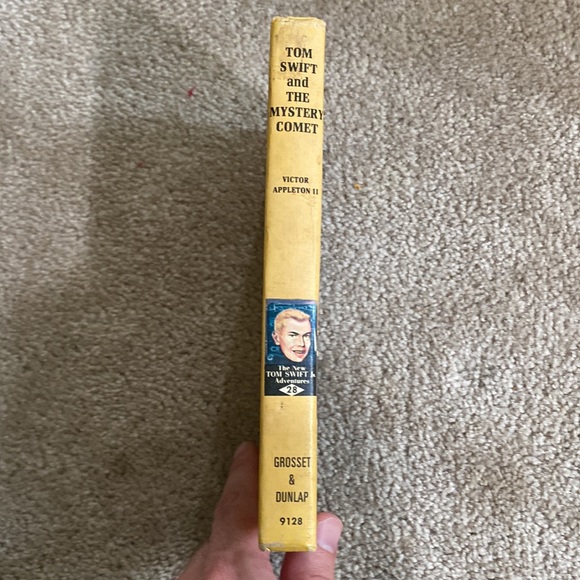 TOM
SWIFT
and
THE
MYSTERY
COMET
VICTOR
APPLETON II
The New
TOM SWIFT Jr.
Adventures
28
GROSSET
&
DUNLAP
9128